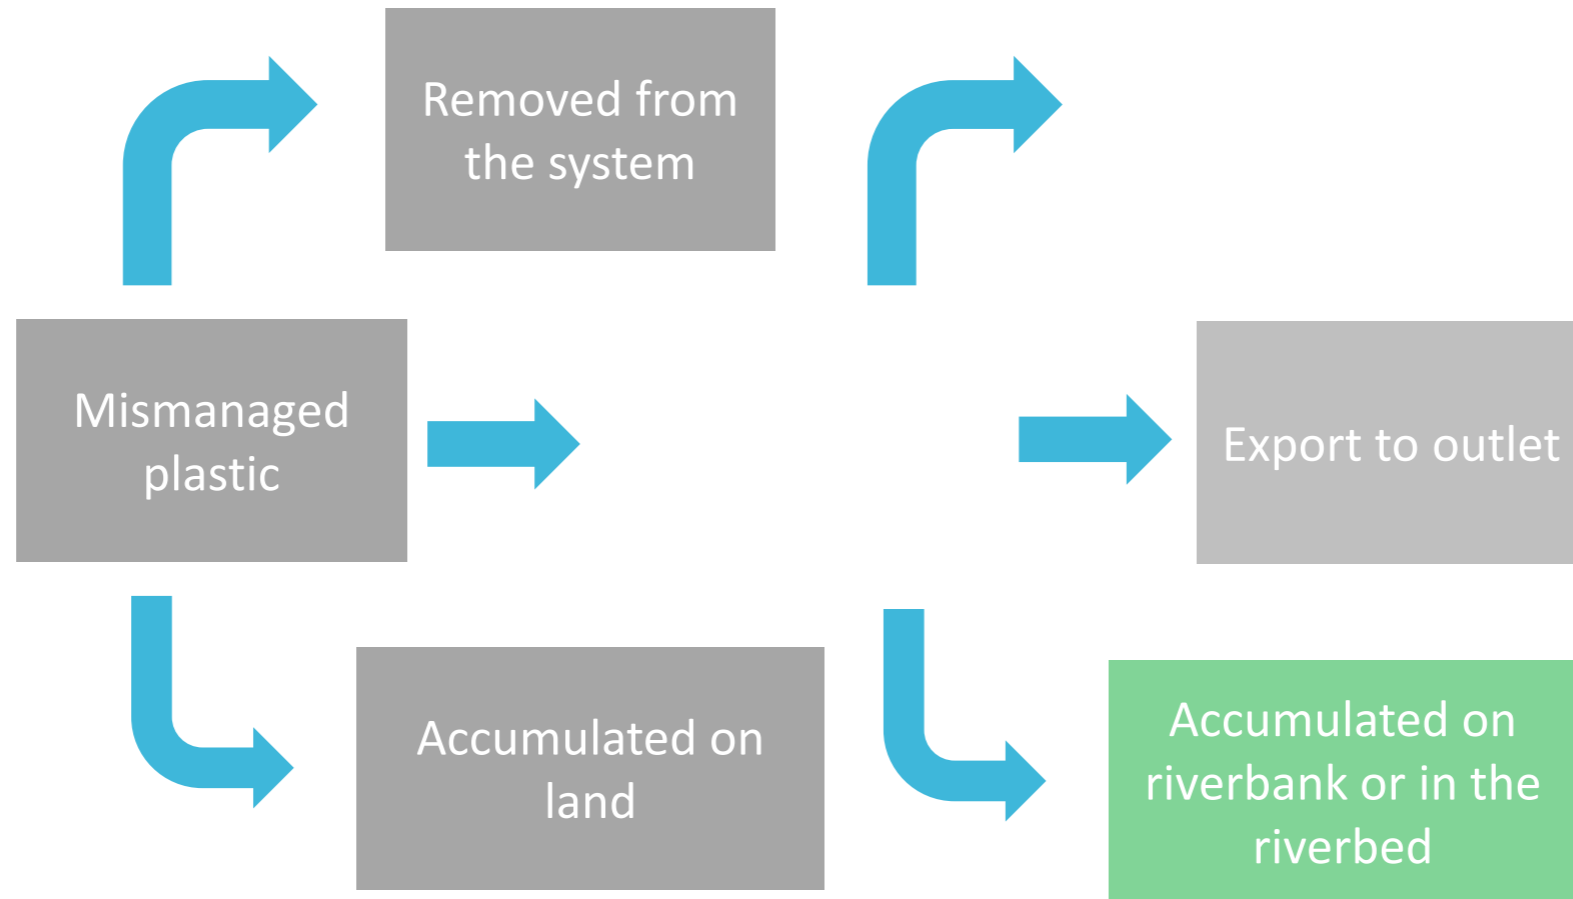 Removed from
the system
Mismanaged
plastic
Export to outlet
Accumulated on
land
Accumulated on
riverbank or in the
riverbed